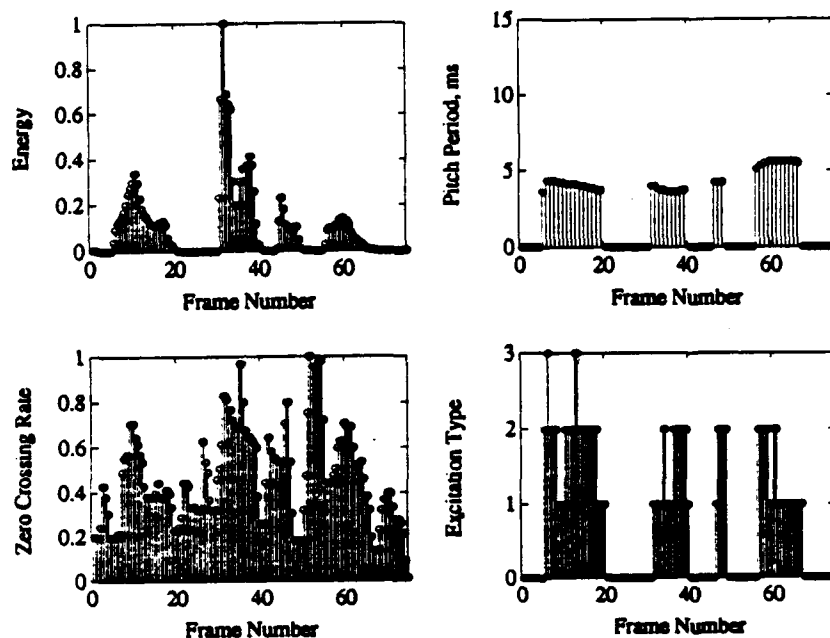 Energy
1
0.8
0.6
0.4
0.2
0
0 20 40 60
Frame Number
Pitch Period, ms
15
10
5
0
0 20 40 60
Frame Number
Zero Crossing Rate
1
0.8
0.6
0.4
0.2
0
0 20 40 60
Frame Number
Excitation Type
3
2
1
0
0 20 40 60
Frame Number